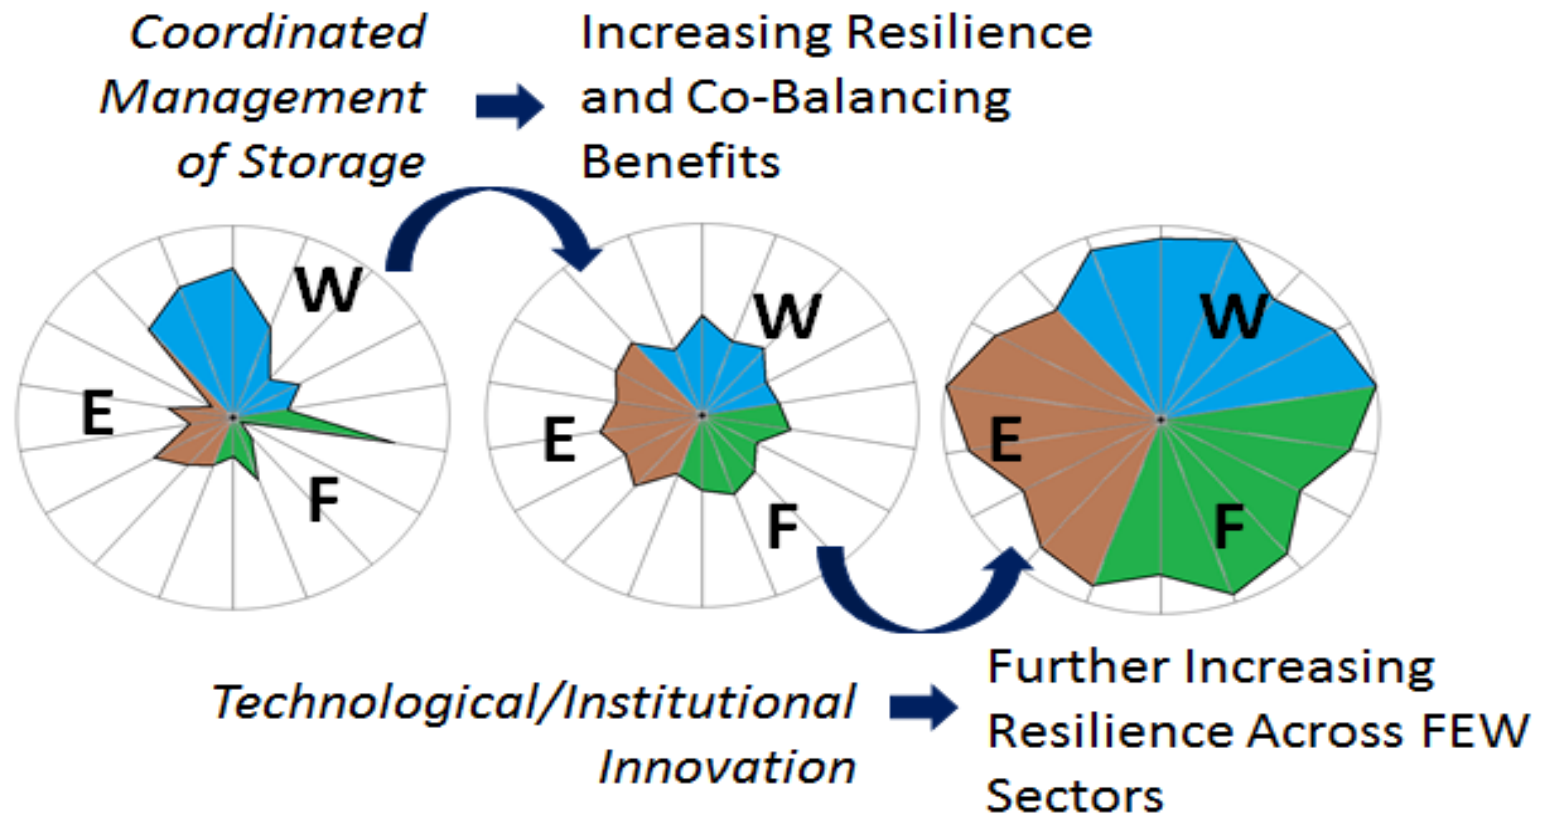 Coordinated
Management
of Storage
Increasing Resilience
and Co-Balancing
Benefits
W
E
F
W
E
F
W
E
F
Technological/Institutional
Innovation
Further Increasing
Resilience Across FEW
Sectors